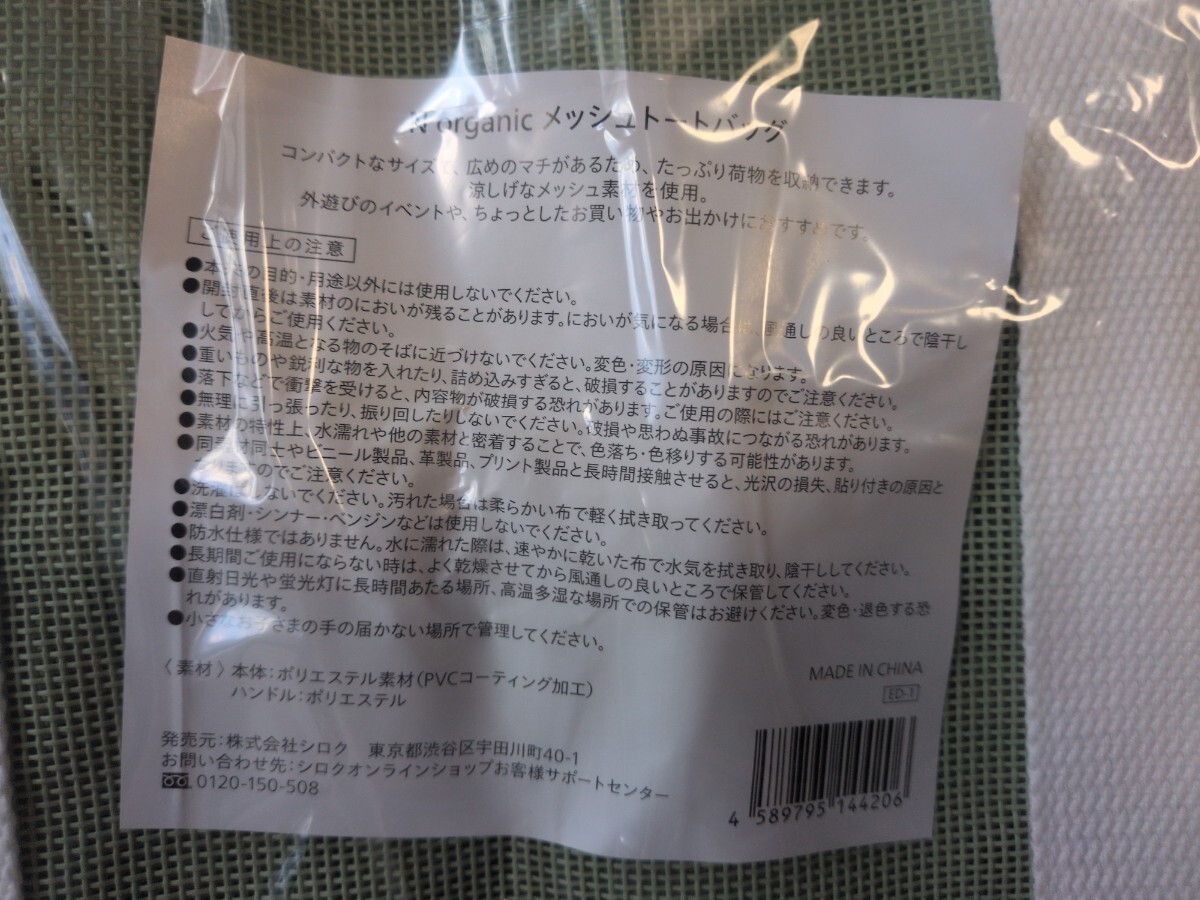 N organic メッシュトートバッグ
コンパクトなサイズで、広めのマチがあるため、たっぷり荷物を収納できます。
涼しげなメッシュ素材を使用。
外遊びのイベントや、ちょっとしたお買い物やお出かけにおすすめです。
ご使用上の注意
●本来の目的・用途以外には使用しないでください。
●開封直後は素材のにおいが残ることがあります。においが気になる場合は、風通しの良いところで陰干し
してからご使用ください。
●火気や高温となる物のそばに近づけないでください。変色・変形の原因になります。
●重いものや鋭利な物を入れたり、詰め込みすぎると、破損することがありますのでご注意ください。
●落下などで衝撃を受けると、内容物が破損する恐れがあります。ご使用の際にはご注意ください。
●無理に引っ張ったり、振り回したりしないでください。破損や思わぬ事故につながる恐れがあります。
●素材の特性上、水濡れや他の素材と密着することで、色落ち・色移りする可能性があります。
●同素材同士やビニール製品、革製品、プリント製品と長時間接触させると、光沢の損失、貼り付きの原因と
なりますのでご注意ください。
●洗濯はしないでください。汚れた場合は柔らかい布で軽く拭き取ってください。
●漂白剤・シンナー・ベンジンなどは使用しないでください。
●防水仕様ではありません。水に濡れた際は、速やかに乾いた布で水気を拭き取り、陰干ししてください。
●長期間ご使用にならない時は、よく乾燥させてから風通しの良いところで保管してください。
●直射日光や蛍光灯に長時間あたる場所、高温多湿な場所での保管はお避けください。変色・退色する恐
れがあります。
●小さなお子さまの手の届かない場所で管理してください。
〈素材〉本体：ポリエステル素材（PVCコーティング加工）
ハンドル：ポリエステル
MADE IN CHINA
ED-1
発売元：株式会社シロク　東京都渋谷区宇田川町40-1
お問い合わせ先：シロクオンラインショップお客様サポートセンター
0120-150-508
4 589795 144206